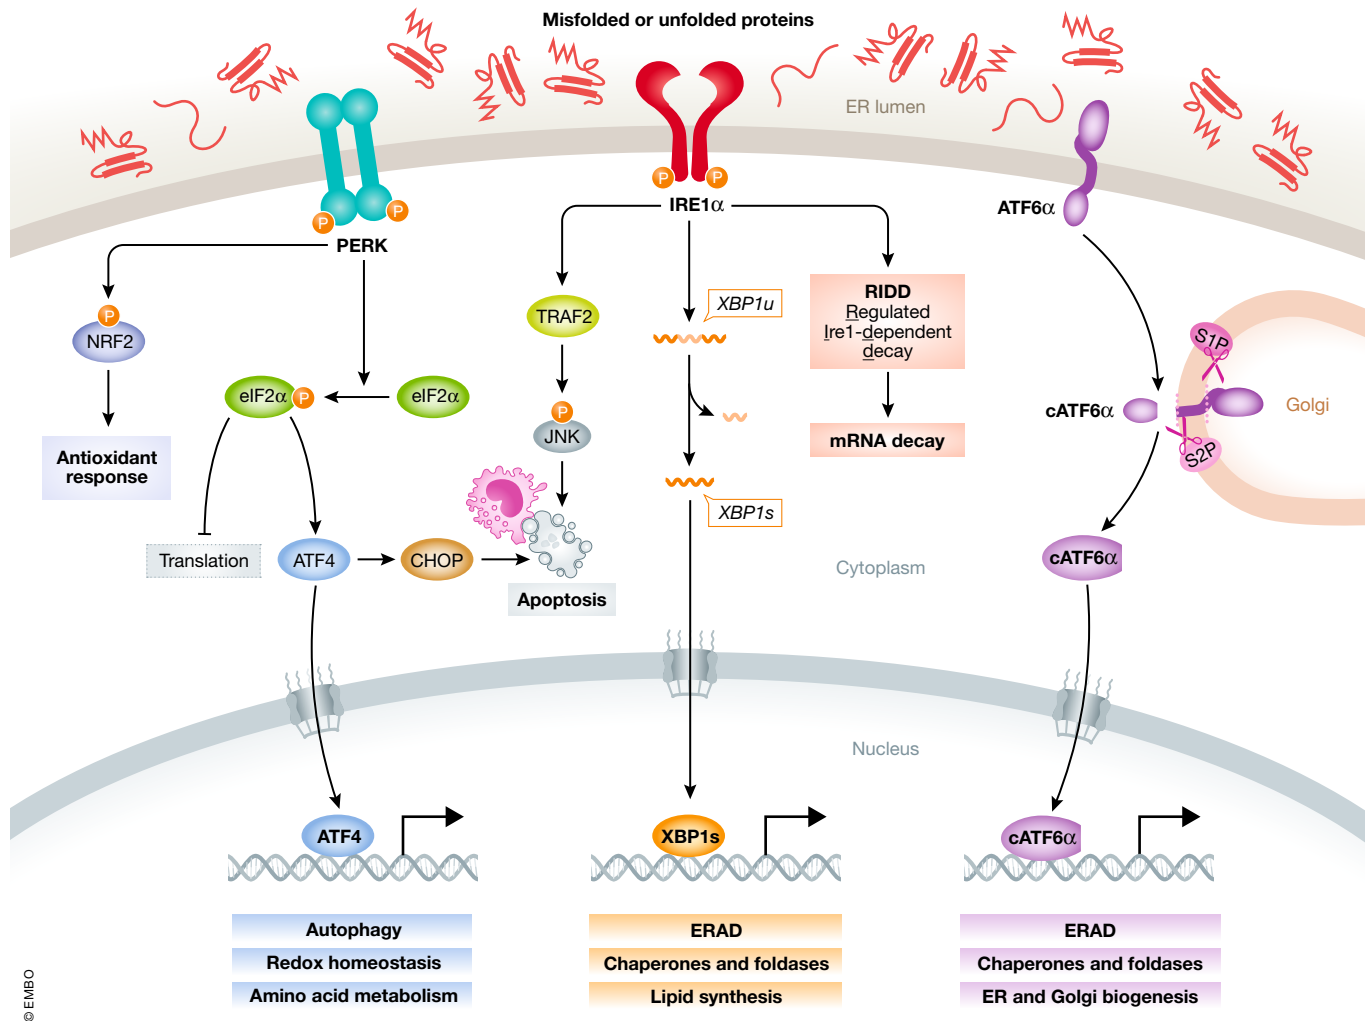 Misfolded or unfolded proteins
ER lumen
P
P
P
P
IRE1α
ATF6α
PERK
P
NRF2
Antioxidant
response
eIF2α
P
eIF2α
Translation
ATF4
CHOP
TRAF2
P
JNK
Apoptosis
XBP1u
XBP1s
RIDD
Regulated
Ire1-dependent
decay
mRNA decay
S1P
cATF6α
S2P
Golgi
cATF6α
Cytoplasm
Nucleus
ATF4
XBP1s
cATF6α
Autophagy
Redox homeostasis
Amino acid metabolism
ERAD
Chaperones and foldases
Lipid synthesis
ERAD
Chaperones and foldases
ER and Golgi biogenesis
© EMBO